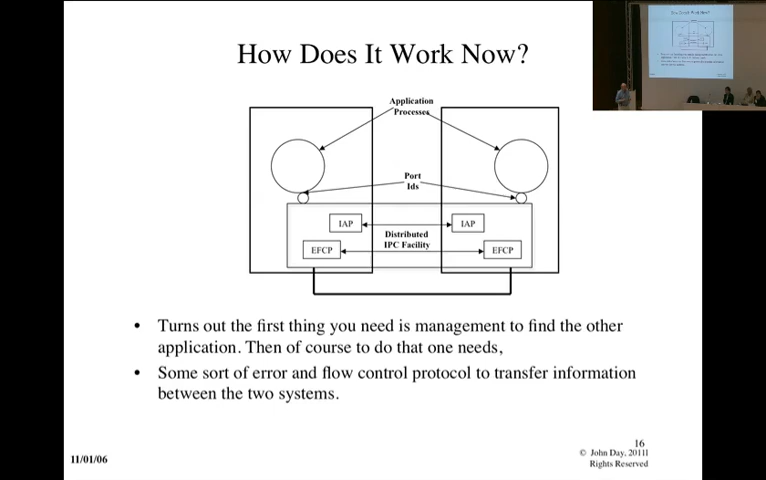 How Does It Work Now?
Application
Processes
Port
Ids
IAP
IAP
Distributed
IPC Facility
EFCP
EFCP
• Turns out the first thing you need is management to find the other
application. Then of course to do that one needs,
• Some sort of error and flow control protocol to transfer information
between the two systems.
11/01/06
16
© John Day, 2011l
Rights Reserved